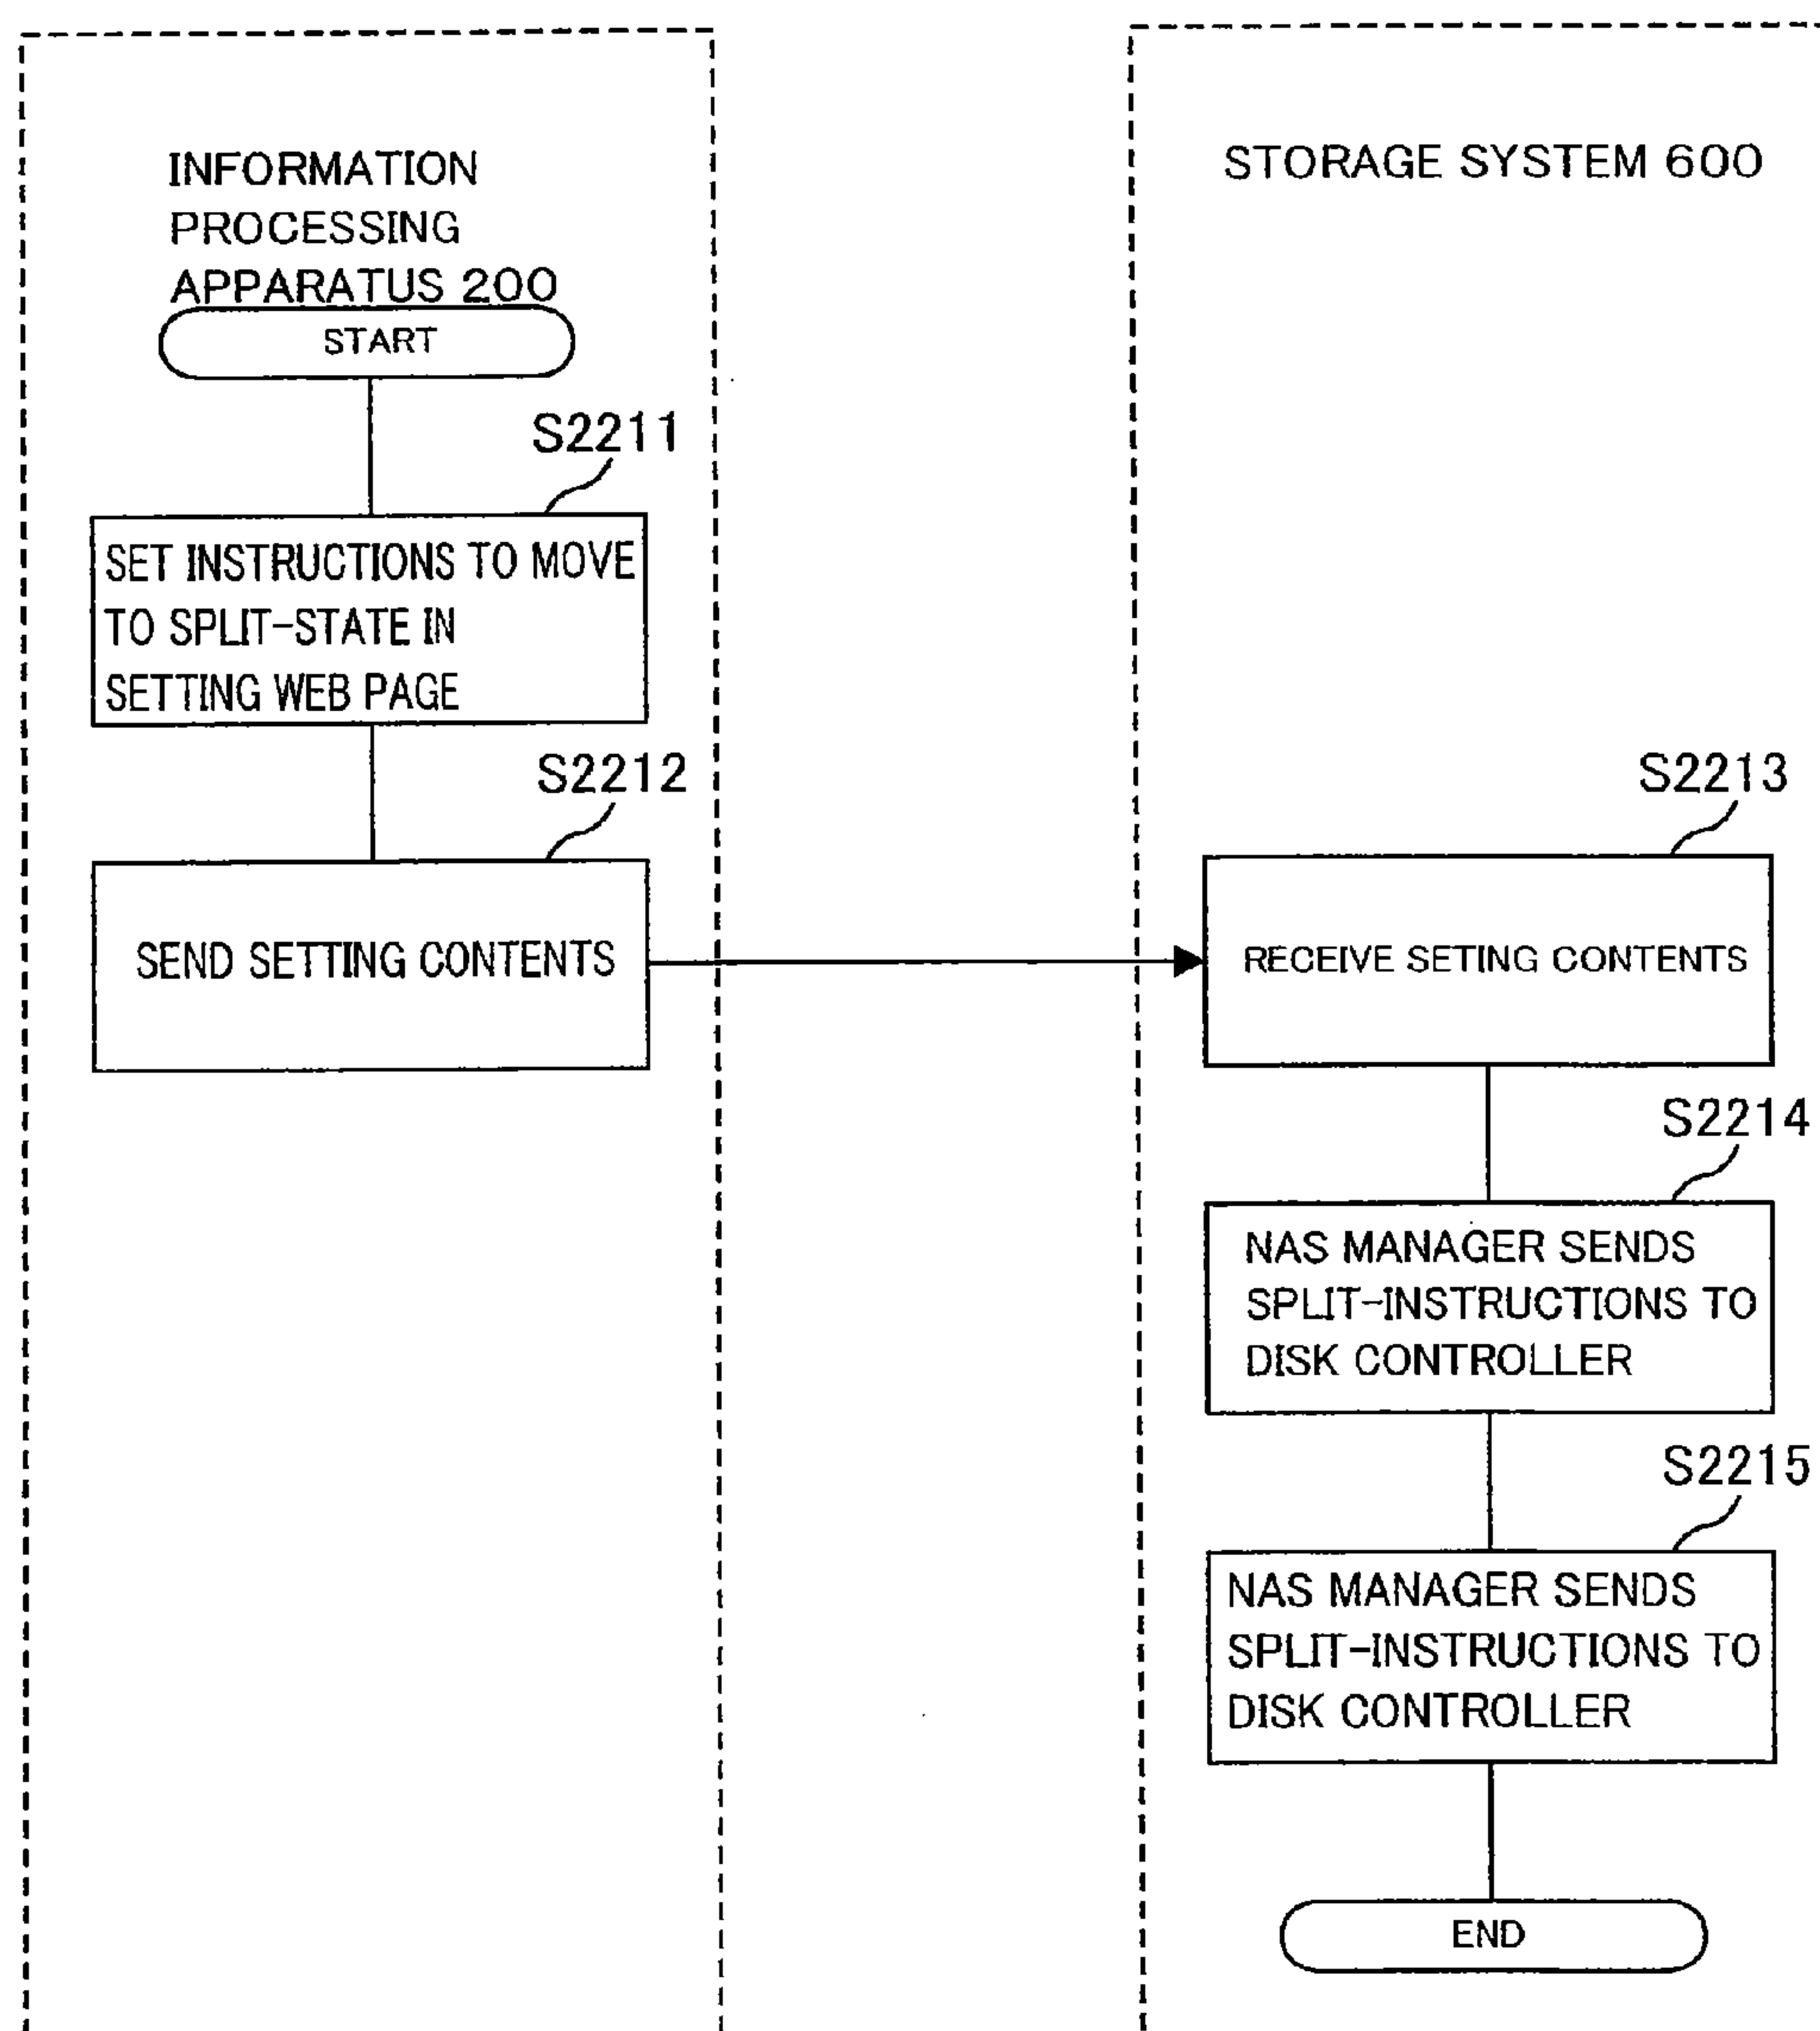 INFORMATION
PROCESSING
APPARATUS 200
START
S2211
SET INSTRUCTIONS TO MOVE
TO SPLIT-STATE IN
SETTING WEB PAGE
S2212
SEND SETTING CONTENTS
STORAGE SYSTEM 600
S2213
RECEIVE SETING CONTENTS
S2214
NAS MANAGER SENDS
SPLIT-INSTRUCTIONS TO
DISK CONTROLLER
S2215
NAS MANAGER SENDS
SPLIT-INSTRUCTIONS TO
DISK CONTROLLER
END